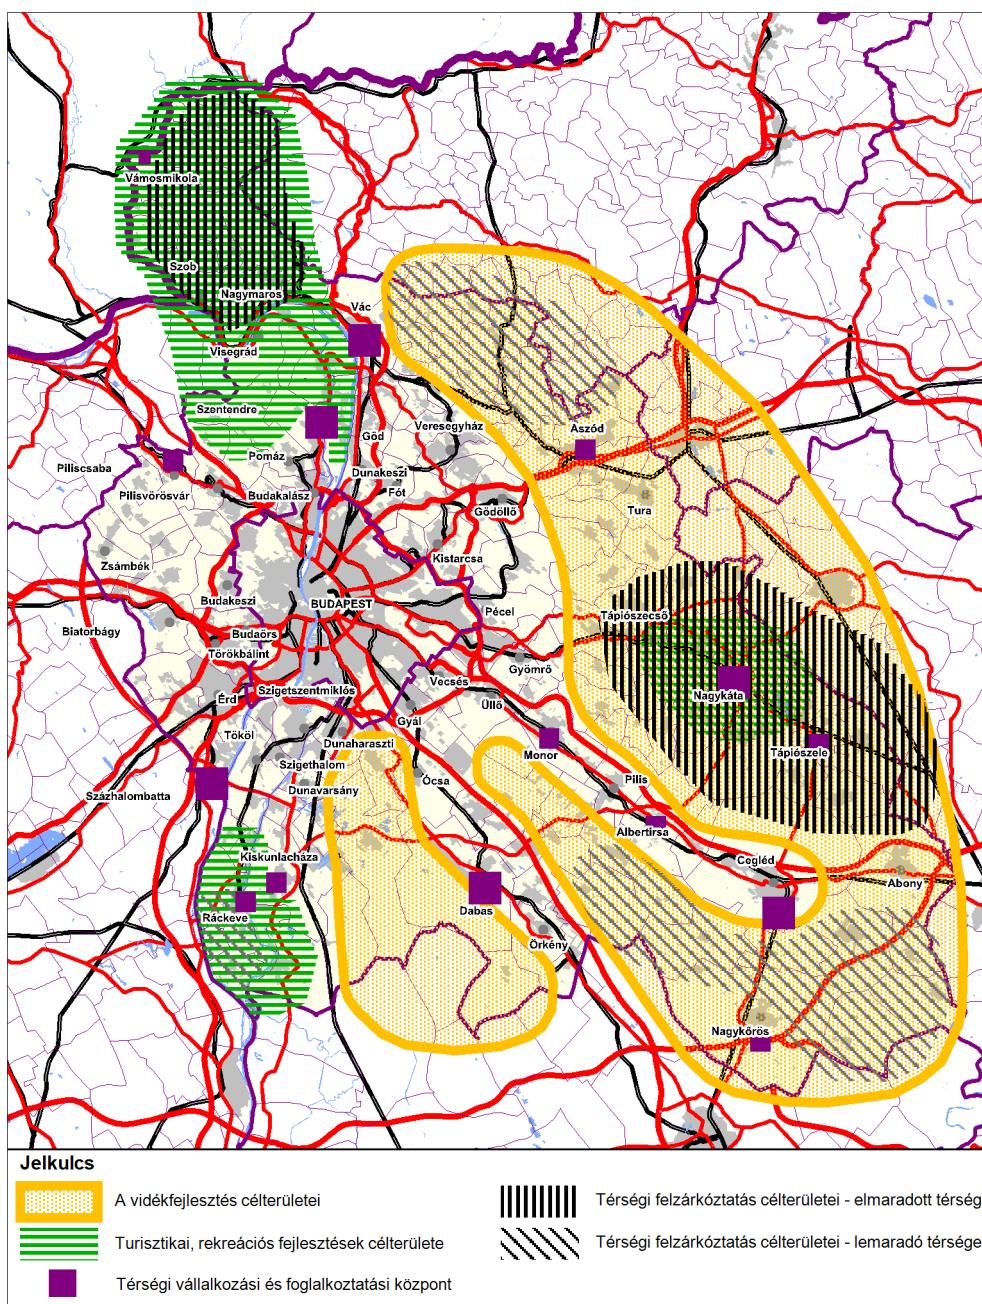 Vámosmikola
Szob
Nagymaros
Vác
Visegrád
Szentendre
Göd
Veresegyház
Aszód
Pomáz
Piliscsaba
Dunakeszi
Pilisvörösvár
Budakalász
Fót
Gödöllő
Tura
Kistarcsa
Zsámbék
Budakeszi
BUDAPEST
Pécel
Tápiószecső
Biatorbágy
Budaörs
Törökbálint
Gyömrő
Vecsés
Szigetszentmiklós
Nagykáta
Érd
Üllő
Gyál
Tököl
Dunaharaszti
Monor
Tápiószele
Szigethalom
Ócsa
Pilis
Dunavarsány
Százhalombatta
Albertirsa
Kiskunlacháza
Cegléd
Abony
Ráckeve
Dabas
Örkény
Nagykőrös
Jelkulcs
A vidékfejlesztés célterületei
Térségi felzárkóztatás célterületei - elmaradott térség
Turisztikai, rekreációs fejlesztések célterülete
Térségi felzárkóztatás célterületei - lemaradó térsége
Térségi vállalkozási és foglalkoztatási központ